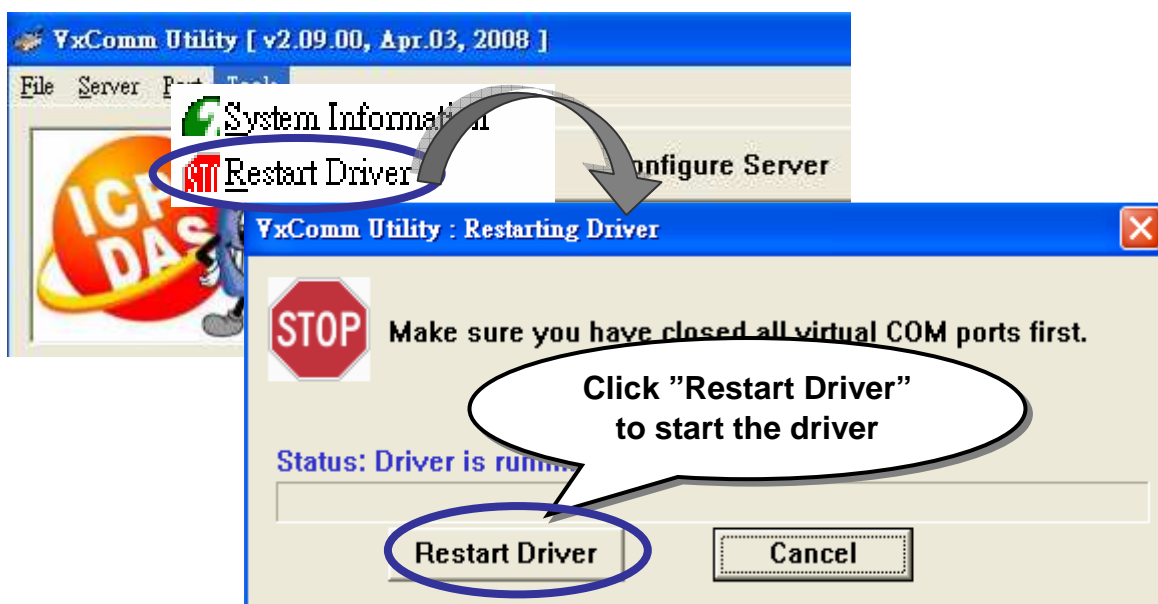 VxComm Utility [ v2.09.00, Apr.03, 2008 ]
File Server
System Information
Restart Driver
Configure Server
ICP
DAS
VxComm Utility : Restarting Driver
STOP
Make sure you have closed all virtual COM ports first.
Click ”Restart Driver”
to start the driver
Status: Driver is
Restart Driver
Cancel